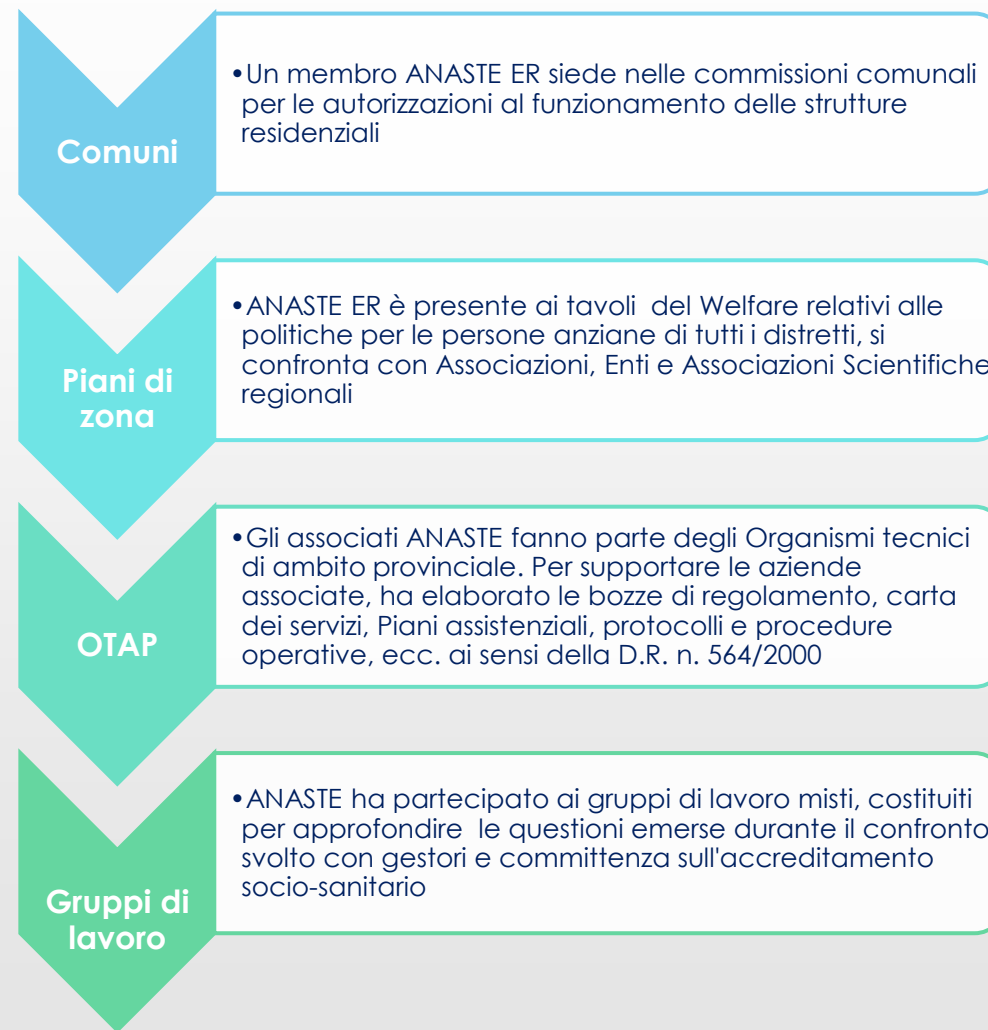 Comuni
•Un membro ANASTE ER siede nelle commissioni comunali
per le autorizzazioni al funzionamento delle strutture
residenziali
Piani di
zona
•ANASTE ER è presente ai tavoli  del Welfare relativi alle
politiche per le persone anziane di tutti i distretti, si
confronta con Associazioni, Enti e Associazioni Scientifiche
regionali
OTAP
•Gli associati ANASTE fanno parte degli Organismi tecnici
di ambito provinciale. Per supportare le aziende
associate, ha elaborato le bozze di regolamento, carta
dei servizi, Piani assistenziali, protocolli e procedure
operative, ecc. ai sensi della D.R. n. 564/2000
Gruppi di
lavoro
•ANASTE ha partecipato ai gruppi di lavoro misti, costituiti
per approfondire  le questioni emerse durante il confronto
svolto con gestori e committenza sull'accreditamento
socio-sanitario